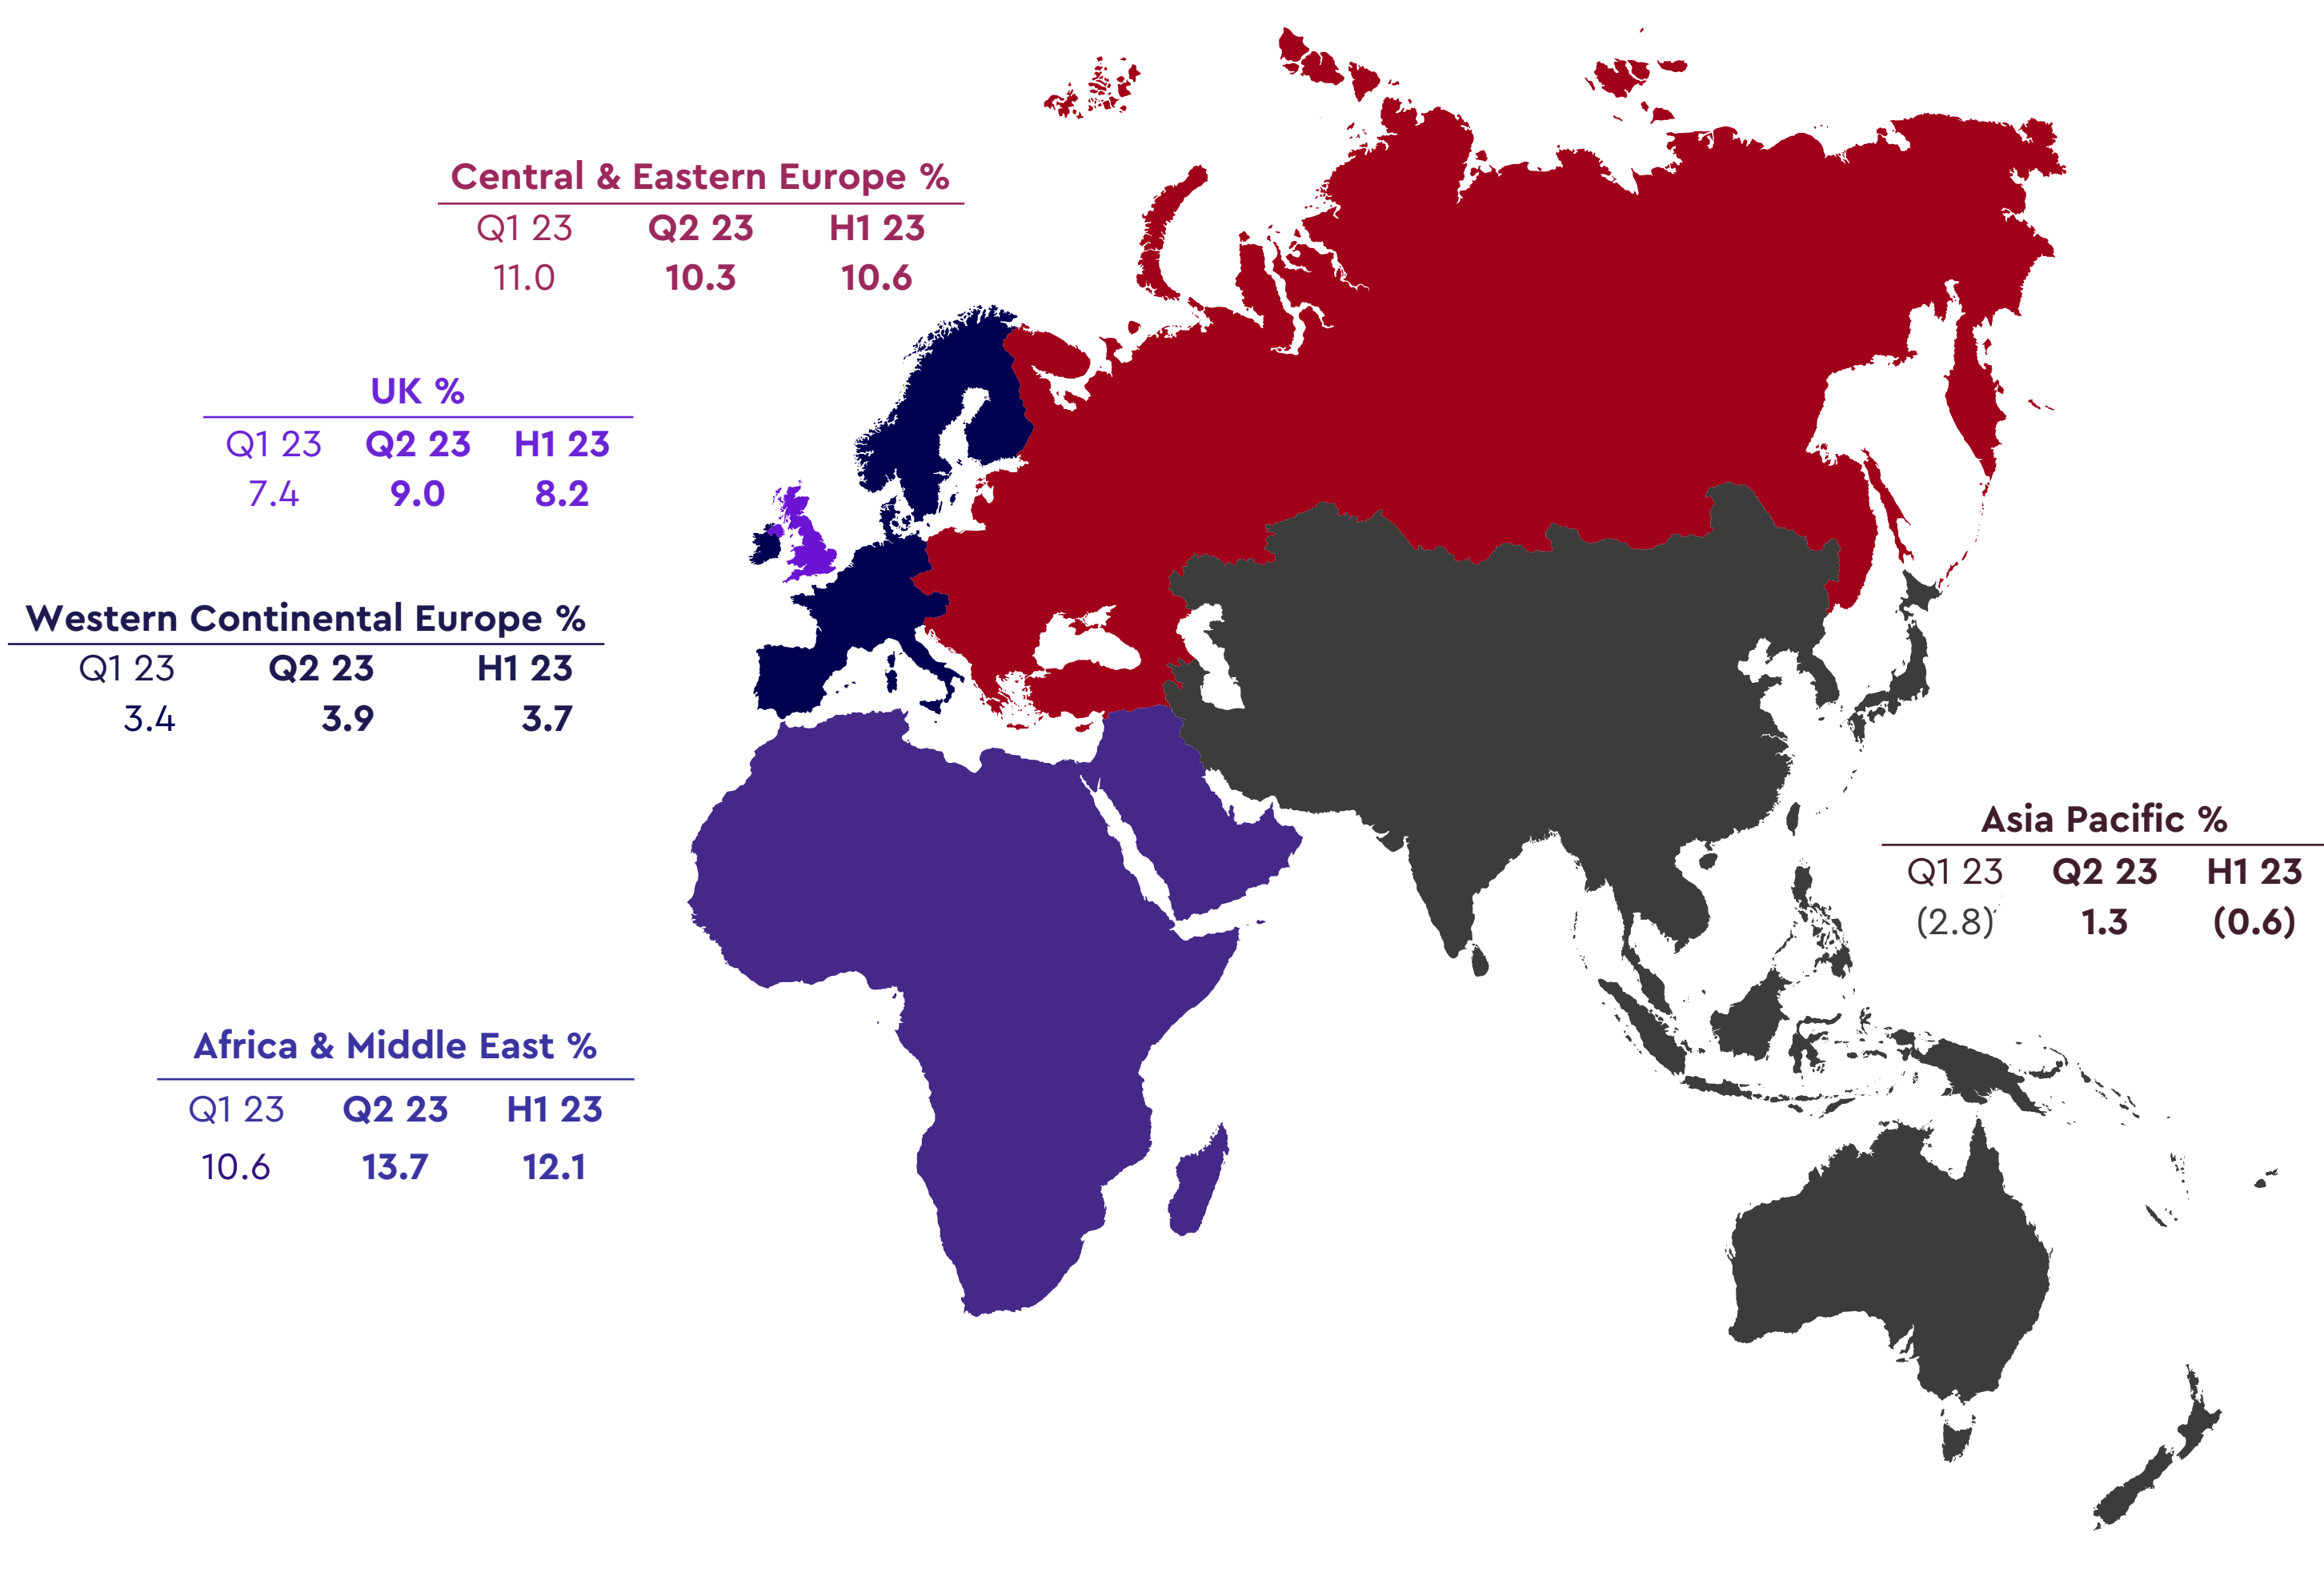 Central & Eastern Europe %
Q1 23 Q2 23 H1 23
11.0 10.3 10.6
UK %
Q1 23 Q2 23 H1 23
7.4 9.0 8.2
Western Continental Europe %
Q1 23 Q2 23 H1 23
3.4 3.9 3.7
Asia Pacific %
Q1 23 Q2 23 H1 23
(2.8) 1.3 (0.6)
Africa & Middle East %
Q1 23 Q2 23 H1 23
10.6 13.7 12.1